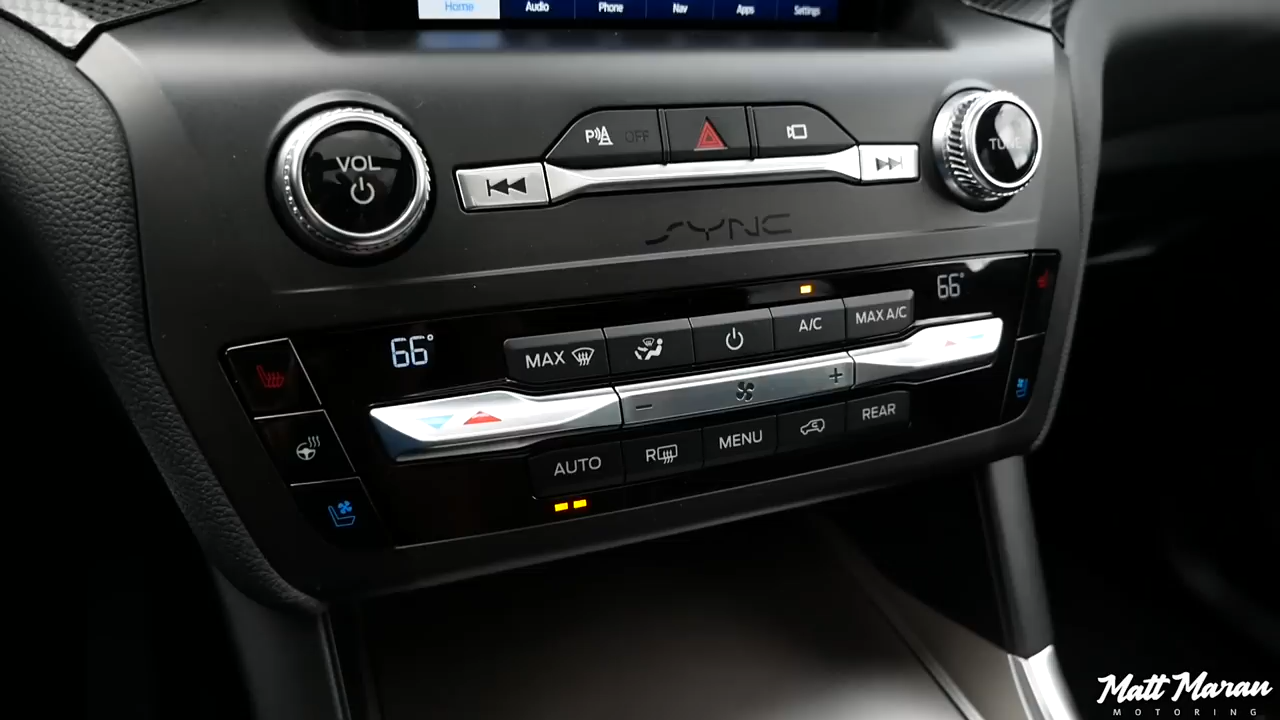 Home Audio Phone Nav Apps Settings
VOL
P OFF
TUNE
SYNC
66°
66°
MAX
A/C
MAX A/C
- +
AUTO
R
MENU
REAR
Matt Maran
MOTORING